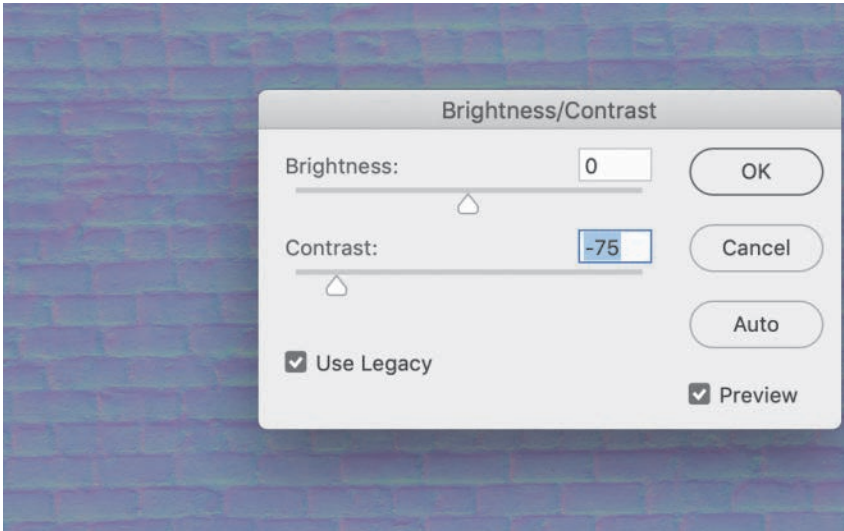 Brightness/Contrast
Brightness: 0
OK
Contrast: -75
Cancel
Auto
Use Legacy
Preview